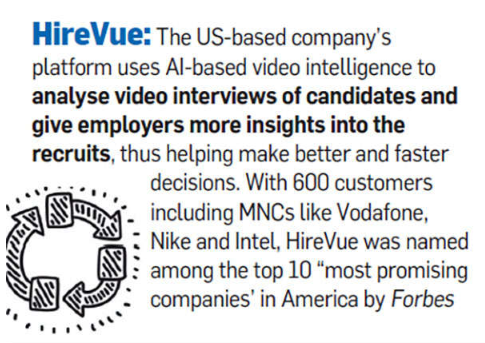 HireVue: The US-based company's
platform uses AI-based video intelligence to
analyse video interviews of candidates and
give employers more insights into the
recruits, thus helping make better and faster
decisions. With 600 customers
including MNCs like Vodafone,
Nike and Intel, HireVue was named
among the top 10 “most promising
companies’ in America by Forbes